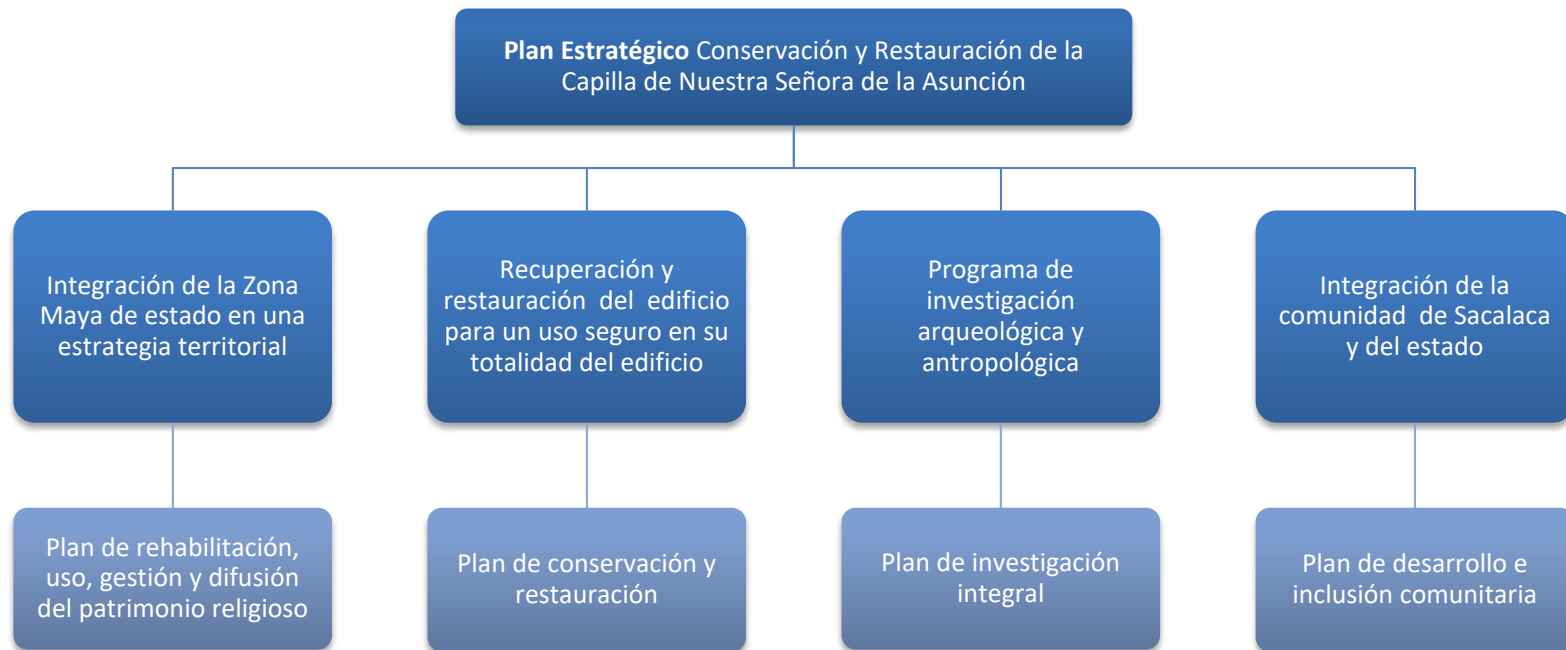 Plan Estratégico Conservación y Restauración de la
Capilla de Nuestra Señora de la Asunción
Integración de la Zona
Maya de estado en una
estrategia territorial
Recuperación y
restauración  del edificio
para un uso seguro en su
totalidad del edificio
Programa de
investigación
arqueológica y
antropológica
Integración de la
comunidad  de Sacalaca
y del estado
Plan de rehabilitación,
uso, gestión y difusión
del patrimonio religioso
Plan de conservación y
restauración
Plan de investigación
integral
Plan de desarrollo e
inclusión comunitaria